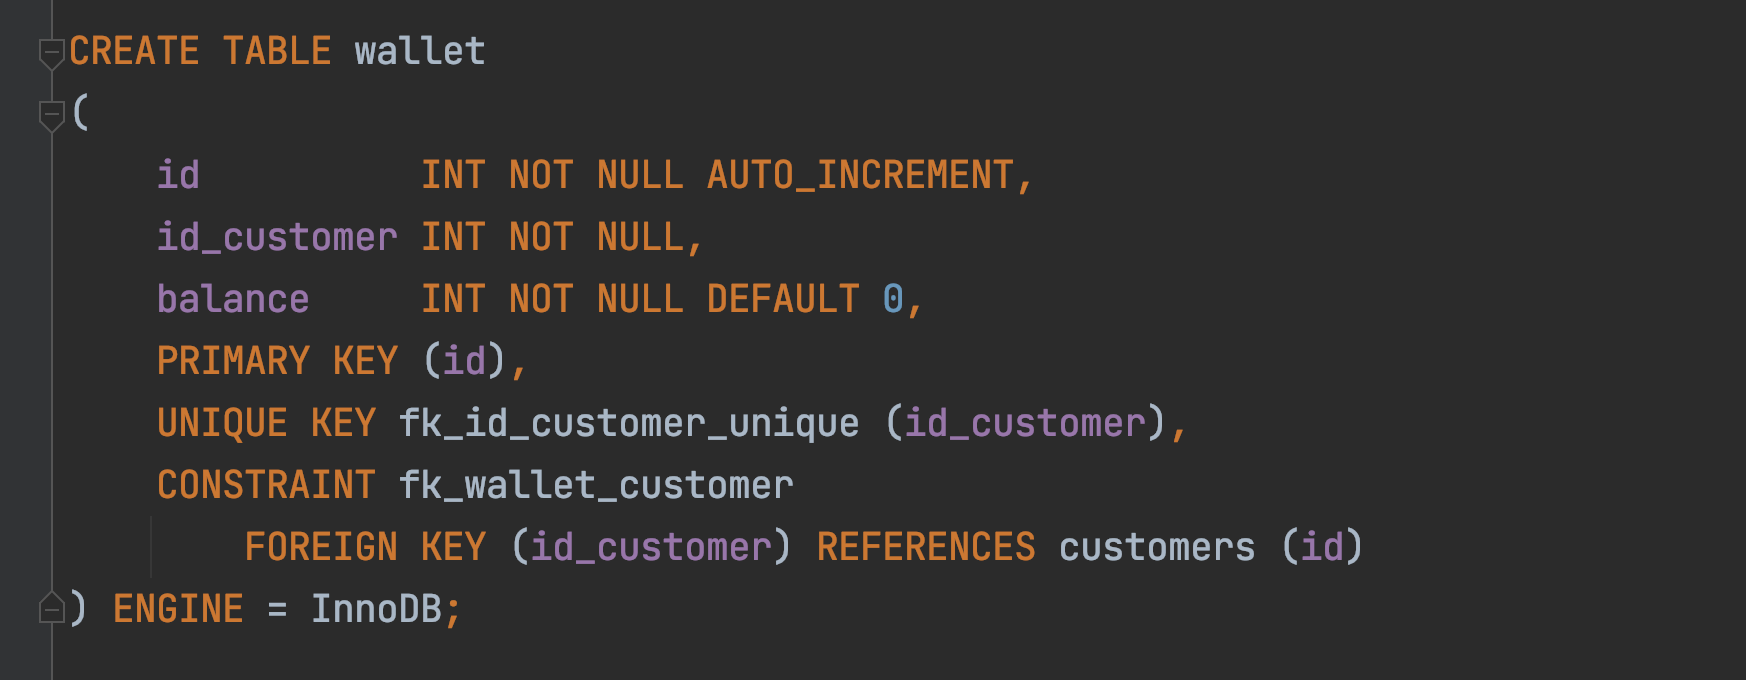 CREATE TABLE wallet
(
    id          INT NOT NULL AUTO_INCREMENT,
    id_customer INT NOT NULL,
    balance     INT NOT NULL DEFAULT 0,
    PRIMARY KEY (id),
    UNIQUE KEY fk_id_customer_unique (id_customer),
    CONSTRAINT fk_wallet_customer
        FOREIGN KEY (id_customer) REFERENCES customers (id)
) ENGINE = InnoDB;